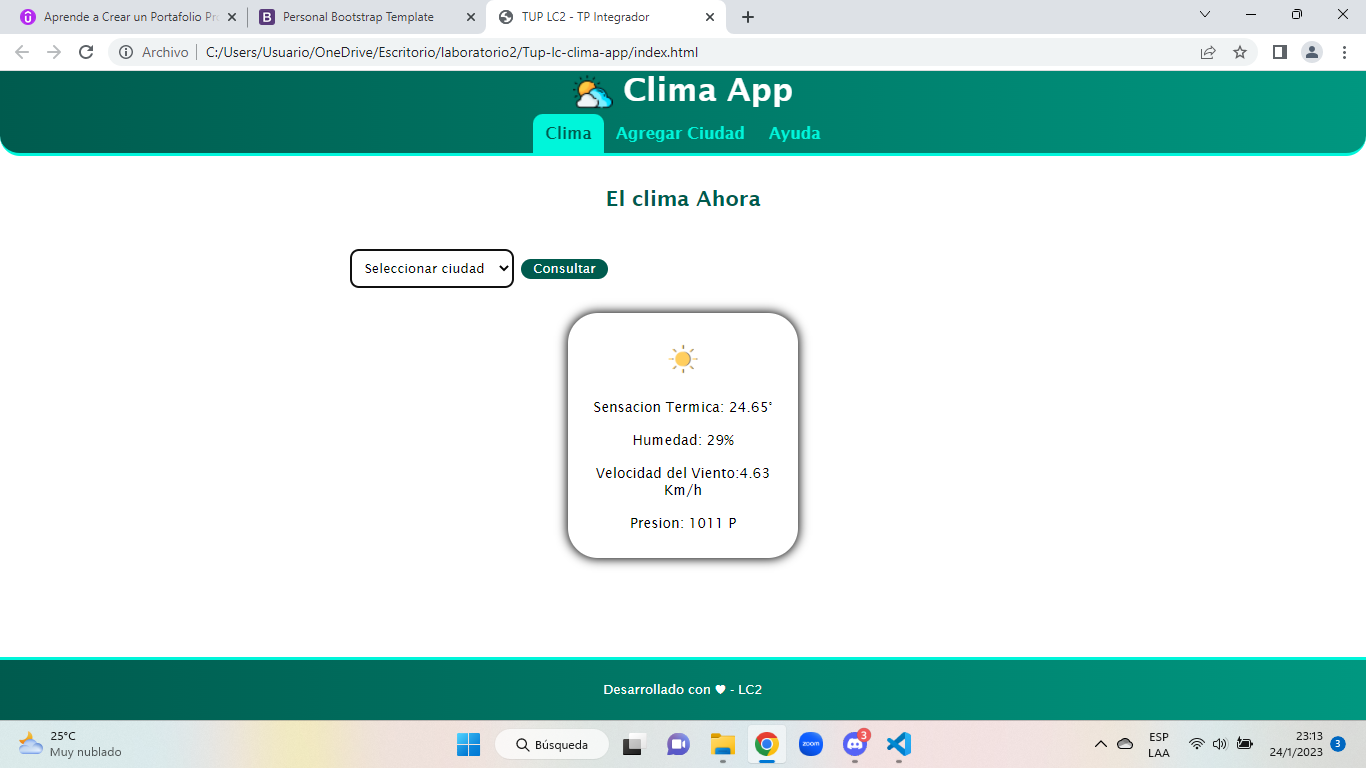 Aprende a Crear un Portafolio Pr
Personal Bootstrap Template
TUP LC2 - TP Integrador
Archivo
C:/Users/Usuario/OneDrive/Escritorio/laboratorio2/Tup-lc-clima-app/index.html
Clima App
Clima
Agregar Ciudad
Ayuda
El clima Ahora
Seleccionar ciudad
Consultar
Sensacion Termica: 24.65°
Humedad: 29%
Velocidad del Viento:4.63
Km/h
Presion: 1011 P
Desarrollado con ♥ - LC2
25°C
Muy nublado
Búsqueda
zoom
3
ESP
LAA
23:13
24/1/2023
3